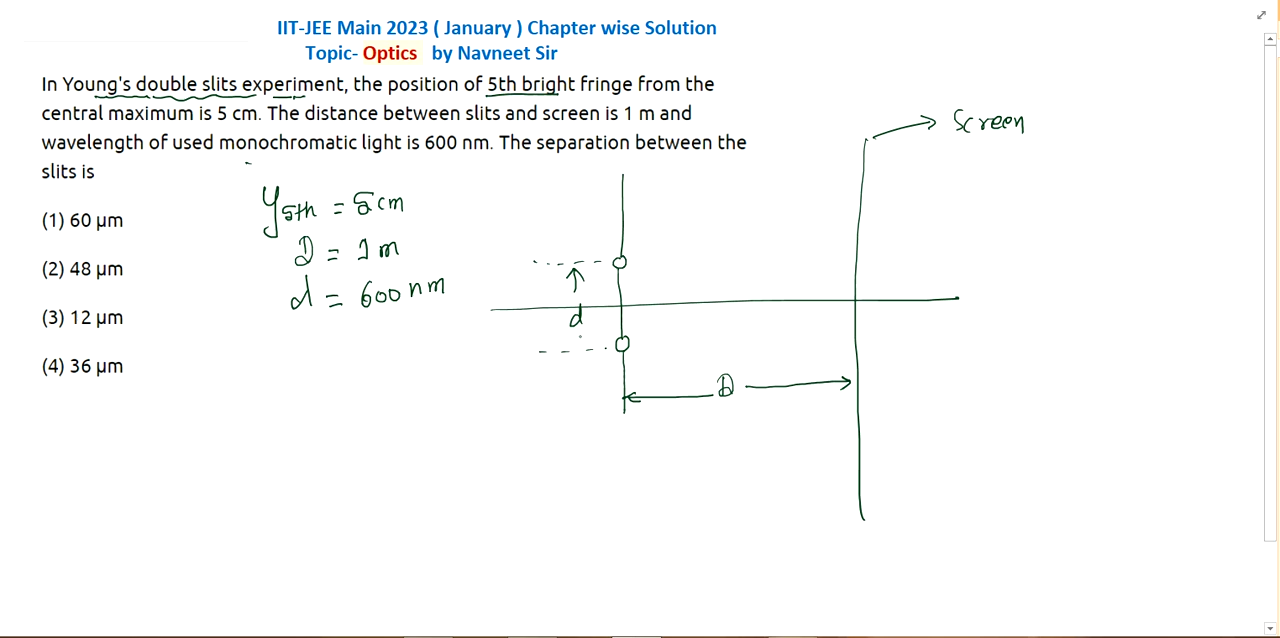 IIT-JEE Main 2023 ( January ) Chapter wise Solution
Topic- Optics by Navneet Sir
In Young's double slits experiment, the position of 5th bright fringe from the
central maximum is 5 cm. The distance between slits and screen is 1 m and
wavelength of used monochromatic light is 600 nm. The separation between the
slits is
(1) 60 μm
(2) 48 μm
(3) 12 μm
(4) 36 μm
y5th = 5 cm
D = 1 m
d = 600 nm
d
D
Screen